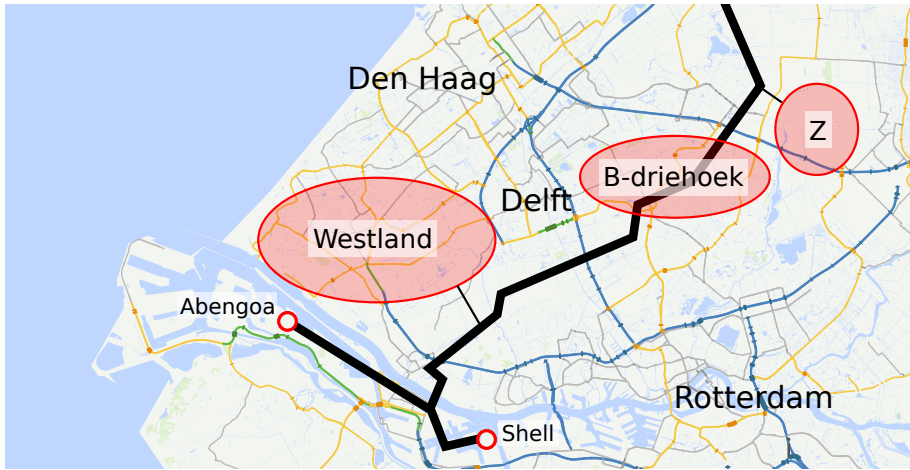 Den Haag
Z
B-driehoek
Delft
Westland
Abengoa
Rotterdam
Shell